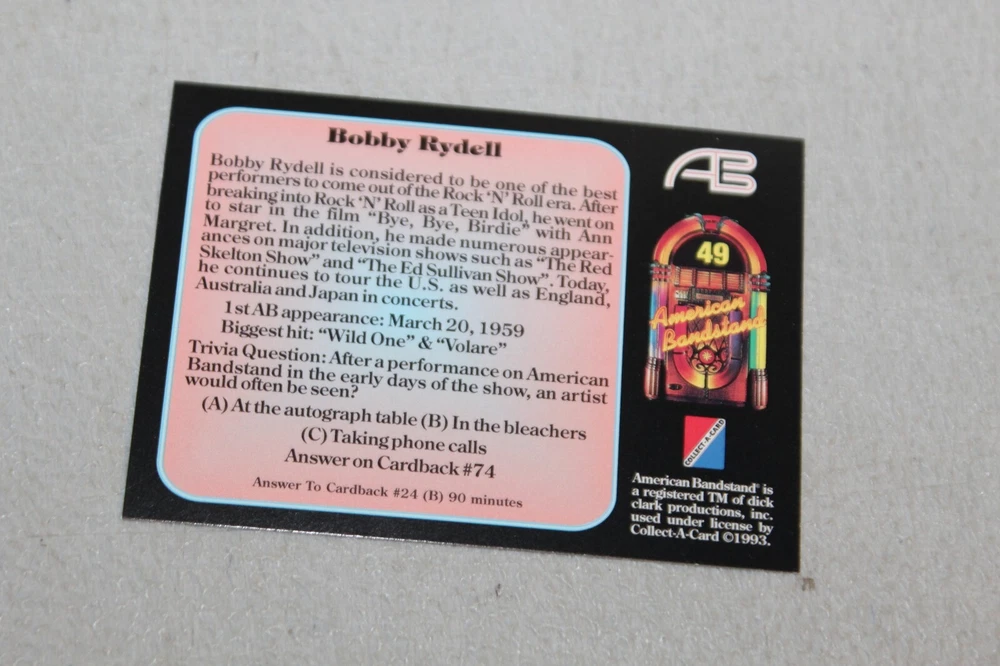 Bobby Rydell
Bobby Rydell is considered to be one of the best
performers to come out of the Rock 'N' Roll era. After
breaking into Rock 'N' Roll as a Teen Idol, he went on
to star in the film "Bye, Bye, Birdie" with Ann
Margret. In addition, he made numerous appear-
ances on major television shows such as "The Red
Skelton Show" and "The Ed Sullivan Show". Today,
he continues to tour the U.S. as well as England,
Australia and Japan in concerts.
1st AB appearance: March 20, 1959
Biggest hit: "Wild One" & "Volare"
Trivia Question: After a performance on American
Bandstand in the early days of the show, an artist
would often be seen?
(A) At the autograph table (B) In the bleachers
(C) Taking phone calls
Answer on Cardback #74
Answer To Cardback #24 (B) 90 minutes
AB
49
American
Bandstand
COLLECT-A-CARD
American Bandstand® is
a registered TM of dick
clark productions, inc.
used under license by
Collect-A-Card ©1993.